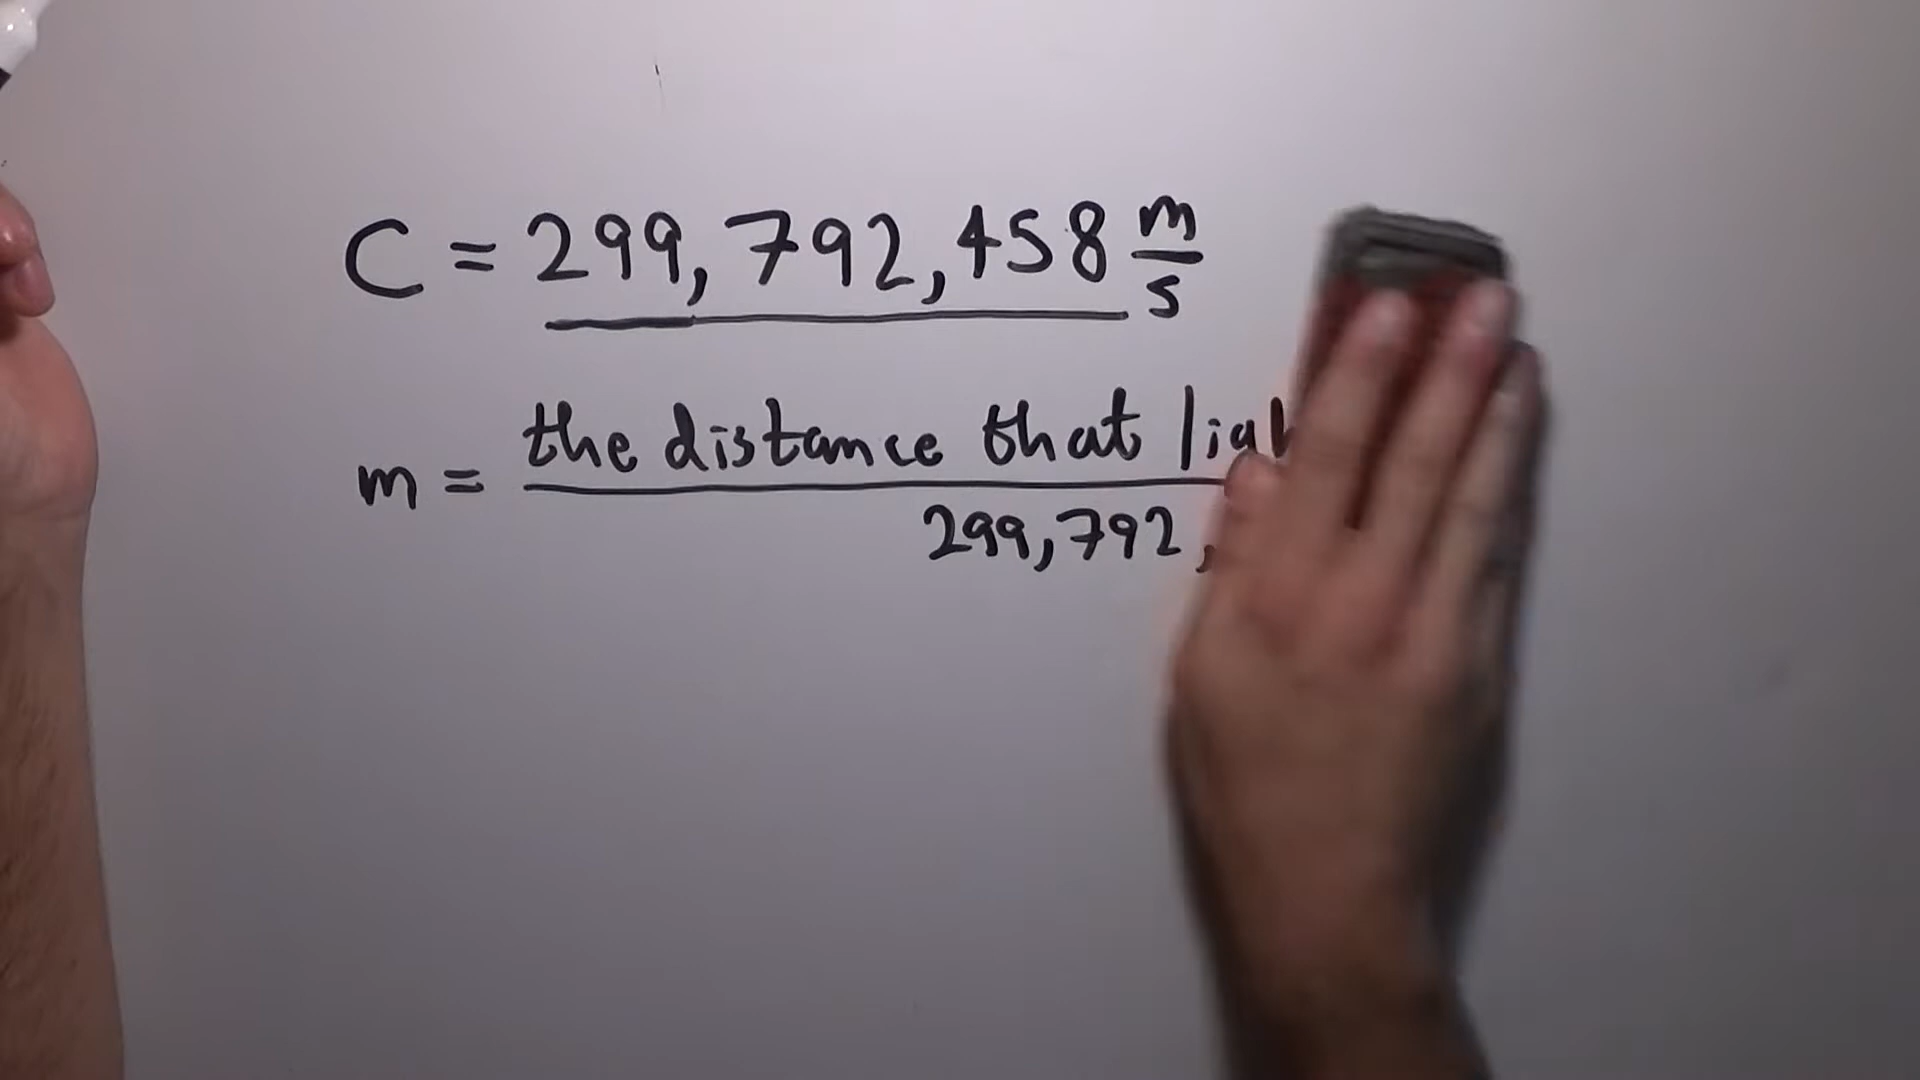 C = 299,792,458 m/s
m = the distance that
299,792,